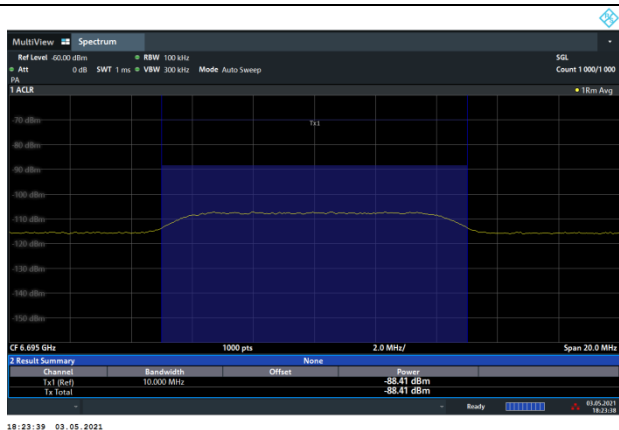 MultiView Spectrum
Ref Level -60.00 dBm RBW 100 kHz SGL
Att 0 dB SWT 1 ms VBW 300 kHz Mode Auto Sweep Count 1 000/1 000
PA
1 ACLR 1Rm Avg
-70 dBm
Tx1
-80 dBm
-90 dBm
-100 dBm
-110 dBm
-120 dBm
-130 dBm
-140 dBm
-150 dBm
CF 6.695 GHz 1000 pts 2.0 MHz/ Span 20.0 MHz
2 Result Summary None
Channel Bandwidth Offset Power
Tx1 (Ref) 10.000 MHz -88.41 dBm
Tx Total -88.41 dBm
Ready 03.05.2021
18:23:38
18:23:39 03.05.2021